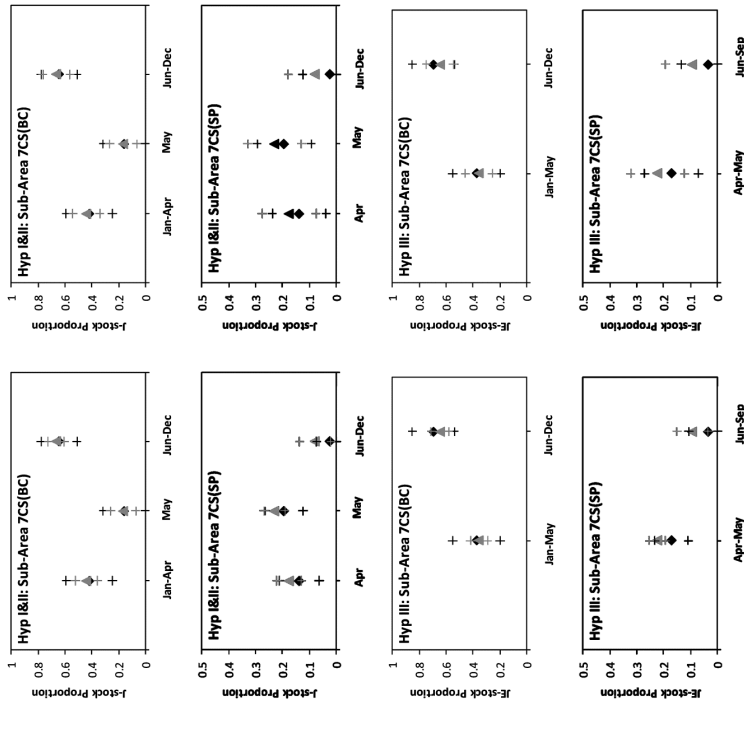 Hyp I&II: Sub-Area 7CS(BC)
J-stock Proportion
1
0.8
0.6
0.4
0.2
0
Jan-Apr
May
Jun-Dec
Hyp I&II: Sub-Area 7CS(SP)
J-stock Proportion
0.5
0.4
0.3
0.2
0.1
0
Apr
May
Jun-Dec
Hyp III: Sub-Area 7CS(BC)
JE-stock Proportion
1
0.8
0.6
0.4
0.2
0
Jan-May
Jun-Dec
Hyp III: Sub-Area 7CS(SP)
JE-stock Proportion
0.5
0.4
0.3
0.2
0.1
0
Apr-May
Jun-Sep
Hyp I&II: Sub-Area 7CS(BC)
J-stock Proportion
1
0.8
0.6
0.4
0.2
0
Jan-Apr
May
Jun-Dec
Hyp I&II: Sub-Area 7CS(SP)
J-stock Proportion
0.5
0.4
0.3
0.2
0.1
0
Apr
May
Jun-Dec
Hyp III: Sub-Area 7CS(BC)
JE-stock Proportion
1
0.8
0.6
0.4
0.2
0
Jan-May
Jun-Dec
Hyp III: Sub-Area 7CS(SP)
JE-stock Proportion
0.5
0.4
0.3
0.2
0.1
0
Apr-May
Jun-Sep